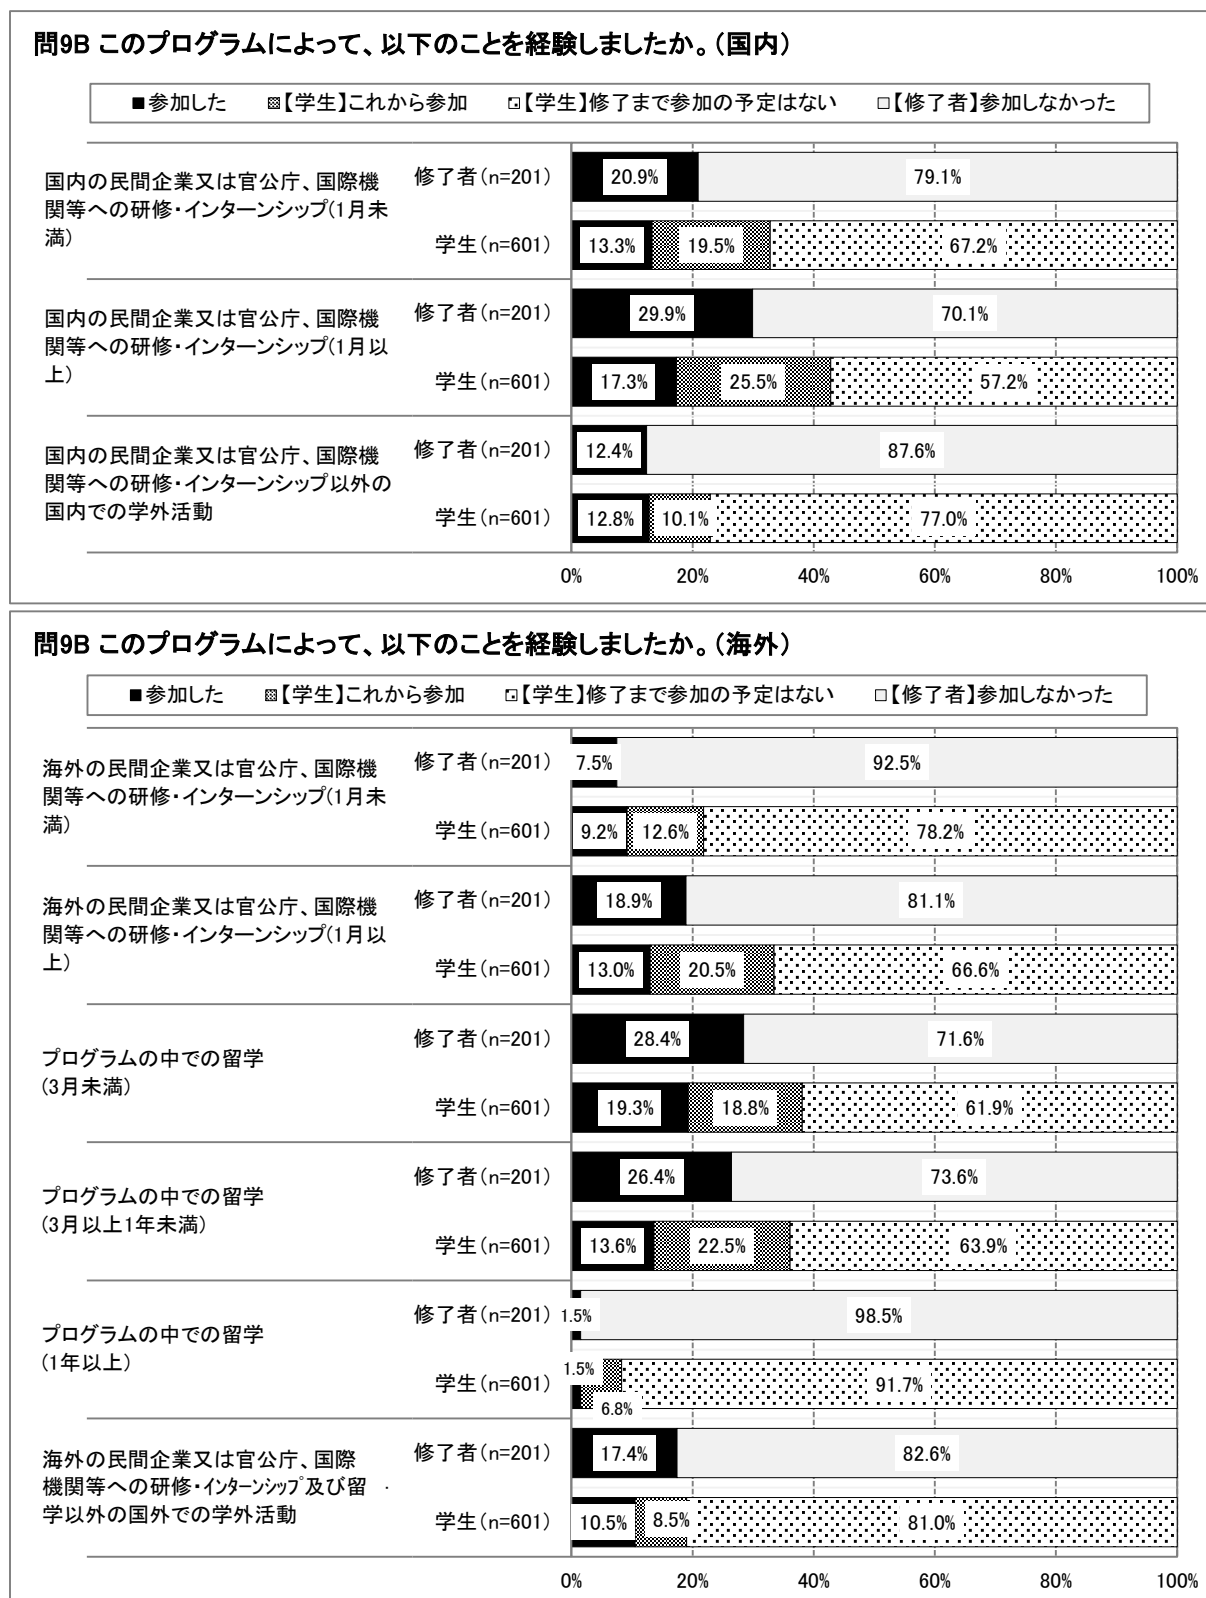 問9B このプログラムによって、以下のことを経験しましたか。（国内）
■参加した ▩【学生】これから参加 ⊡【学生】修了まで参加の予定はない □【修了者】参加しなかった
国内の民間企業又は官公庁、国際機
関等への研修・インターンシップ(1月未
満)
修了者(n=201) 20.9% 79.1%
学生(n=601) 13.3% 19.5% 67.2%
国内の民間企業又は官公庁、国際機
関等への研修・インターンシップ(1月以
上)
修了者(n=201) 29.9% 70.1%
学生(n=601) 17.3% 25.5% 57.2%
国内の民間企業又は官公庁、国際機
関等への研修・インターンシップ以外の
国内での学外活動
修了者(n=201) 12.4% 87.6%
学生(n=601) 12.8% 10.1% 77.0%
0% 20% 40% 60% 80% 100%
問9B このプログラムによって、以下のことを経験しましたか。（海外）
■参加した ▩【学生】これから参加 ⊡【学生】修了まで参加の予定はない □【修了者】参加しなかった
海外の民間企業又は官公庁、国際機
関等への研修・インターンシップ(1月未
満)
修了者(n=201) 7.5% 92.5%
学生(n=601) 9.2% 12.6% 78.2%
海外の民間企業又は官公庁、国際機
関等への研修・インターンシップ(1月以
上)
修了者(n=201) 18.9% 81.1%
学生(n=601) 13.0% 20.5% 66.6%
プログラムの中での留学
(3月未満)
修了者(n=201) 28.4% 71.6%
学生(n=601) 19.3% 18.8% 61.9%
プログラムの中での留学
(3月以上1年未満)
修了者(n=201) 26.4% 73.6%
学生(n=601) 13.6% 22.5% 63.9%
プログラムの中での留学
(1年以上)
修了者(n=201) 1.5% 98.5%
学生(n=601) 1.5% 6.8% 91.7%
海外の民間企業又は官公庁、国際
機関等への研修・インターンシップ及び留
学以外の国外での学外活動
修了者(n=201) 17.4% 82.6%
学生(n=601) 10.5% 8.5% 81.0%
0% 20% 40% 60% 80% 100%